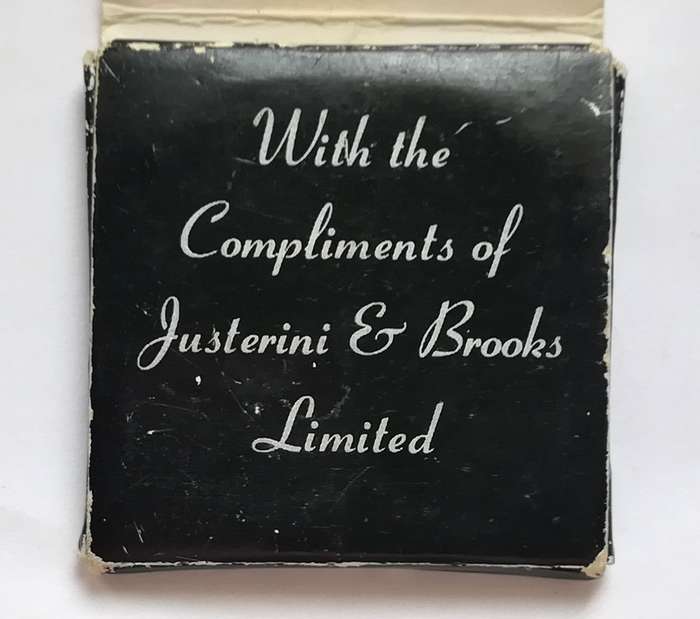 With the
Compliments of
Justerini & Brooks
Limited